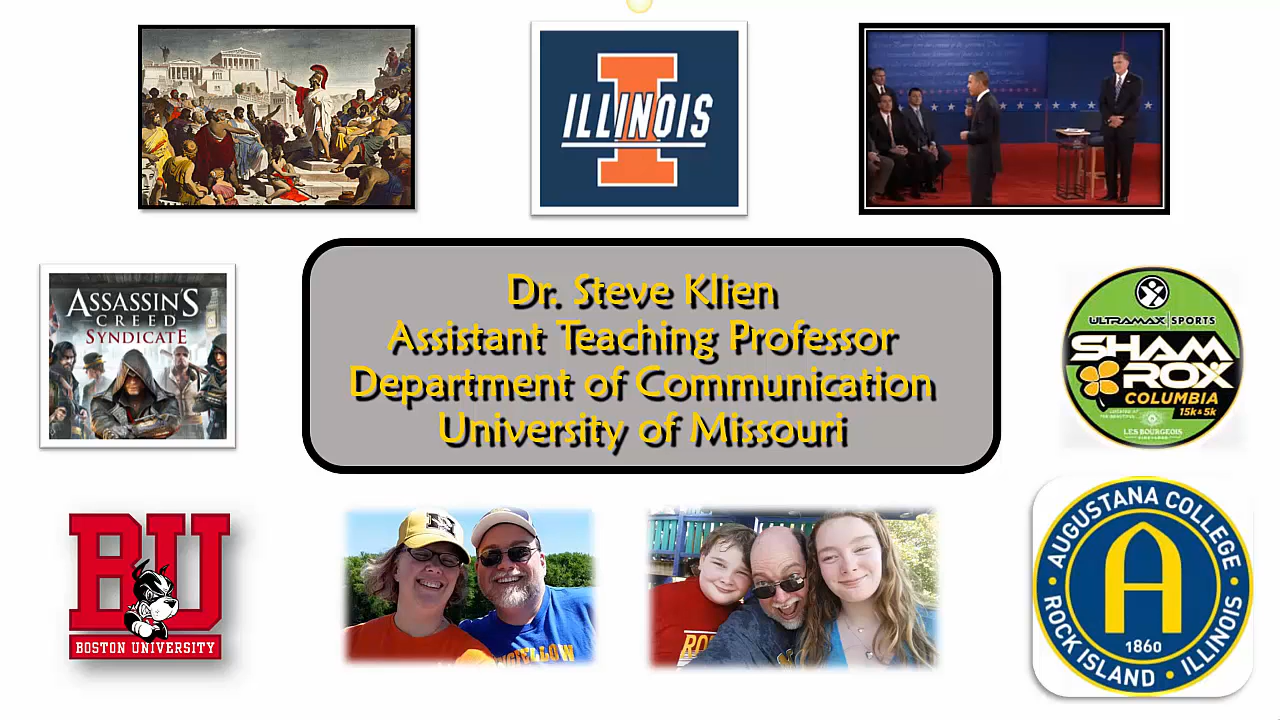 ILLINOIS
ASSASSIN'S
CREED
SYNDICATE
Dr. Steve Klien
Assistant Teaching Professor
Department of Communication
University of Missouri
ULTRAMAX SPORTS
SHAM
ROX
COLUMBIA
15k & 5k
LES BOURGEOIS
BU
BOSTON UNIVERSITY
RO
AUGUSTANA COLLEGE
A
1860
ROCK ISLAND • ILLINOIS